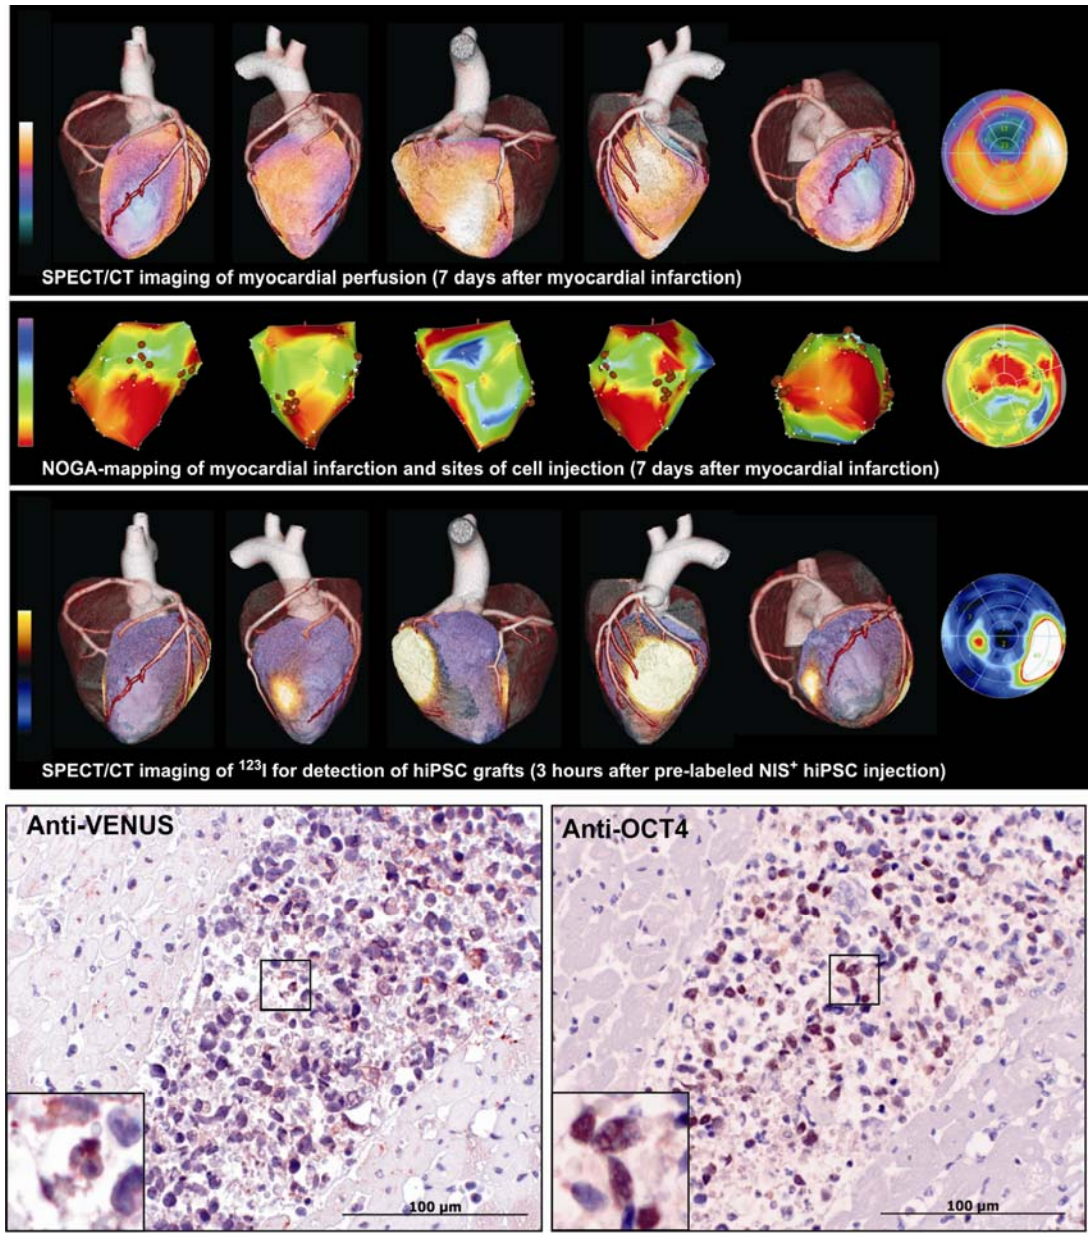 SPECT/CT imaging of myocardial perfusion (7 days after myocardial infarction)
NOGA-mapping of myocardial infarction and sites of cell injection (7 days after myocardial infarction)
SPECT/CT imaging of ¹²³I for detection of hiPSC grafts (3 hours after pre-labeled NIS⁺ hiPSC injection)
Anti-VENUS
Anti-OCT4
100 µm
100 µm